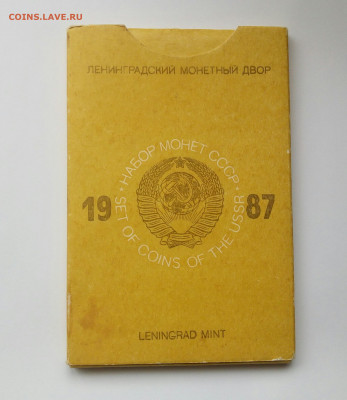 COINS.LAVE.RU
ЛЕНИНГРАДСКИЙ МОНЕТНЫЙ ДВОР
• НАБОР МОНЕТ СССР •
19 87
SET OF COINS OF THE USSR
LENINGRAD MINT